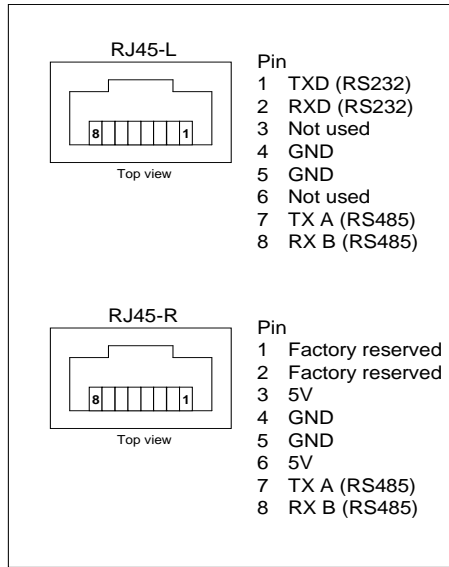 RJ45-L
8 1
Top view
Pin
1 TXD (RS232)
2 RXD (RS232)
3 Not used
4 GND
5 GND
6 Not used
7 TX A (RS485)
8 RX B (RS485)
RJ45-R
8 1
Top view
Pin
1 Factory reserved
2 Factory reserved
3 5V
4 GND
5 GND
6 5V
7 TX A (RS485)
8 RX B (RS485)